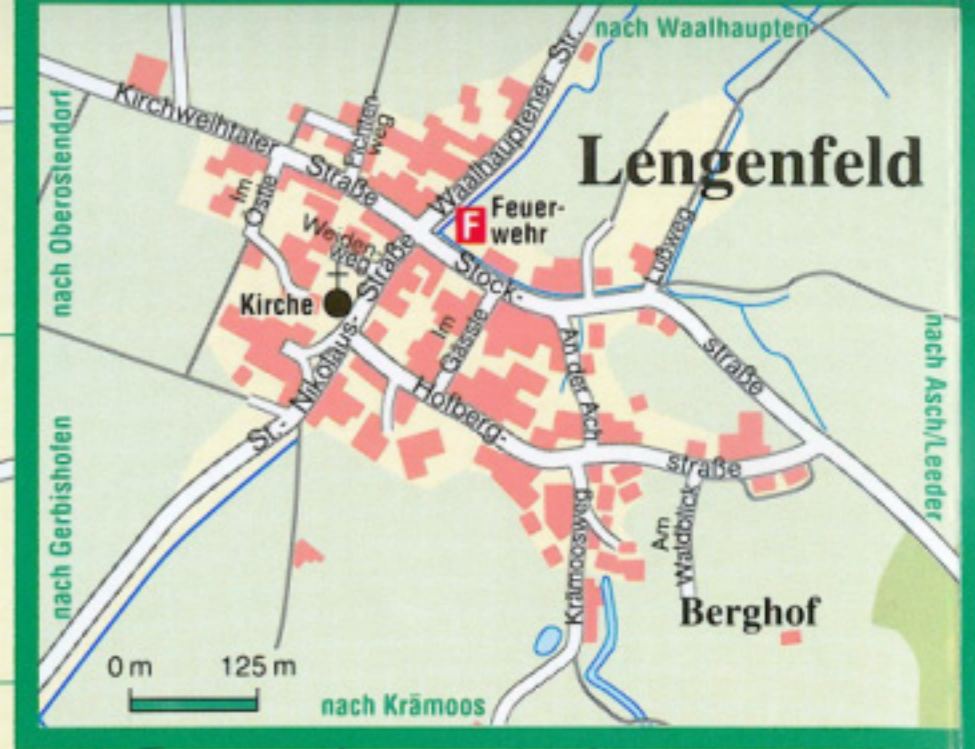 nach Waalhaupten
Lengenfeld
Kirchweihtaler
Straße
Fichten-
weg
Waalhauptener Str.
nach Oberostendorf
Im
Östle
Weiden-
weg
F
Feuer-
wehr
Lußweg
Kirche
St.- Nikolaus- Straße
Stock-
straße
Im
Gässle
An der Ach
Hofberg-
straße
nach Asch/Leeder
nach Gerbishofen
Krämoosweg
Am
Waldblick
Berghof
0 m 125 m
nach Krämoos